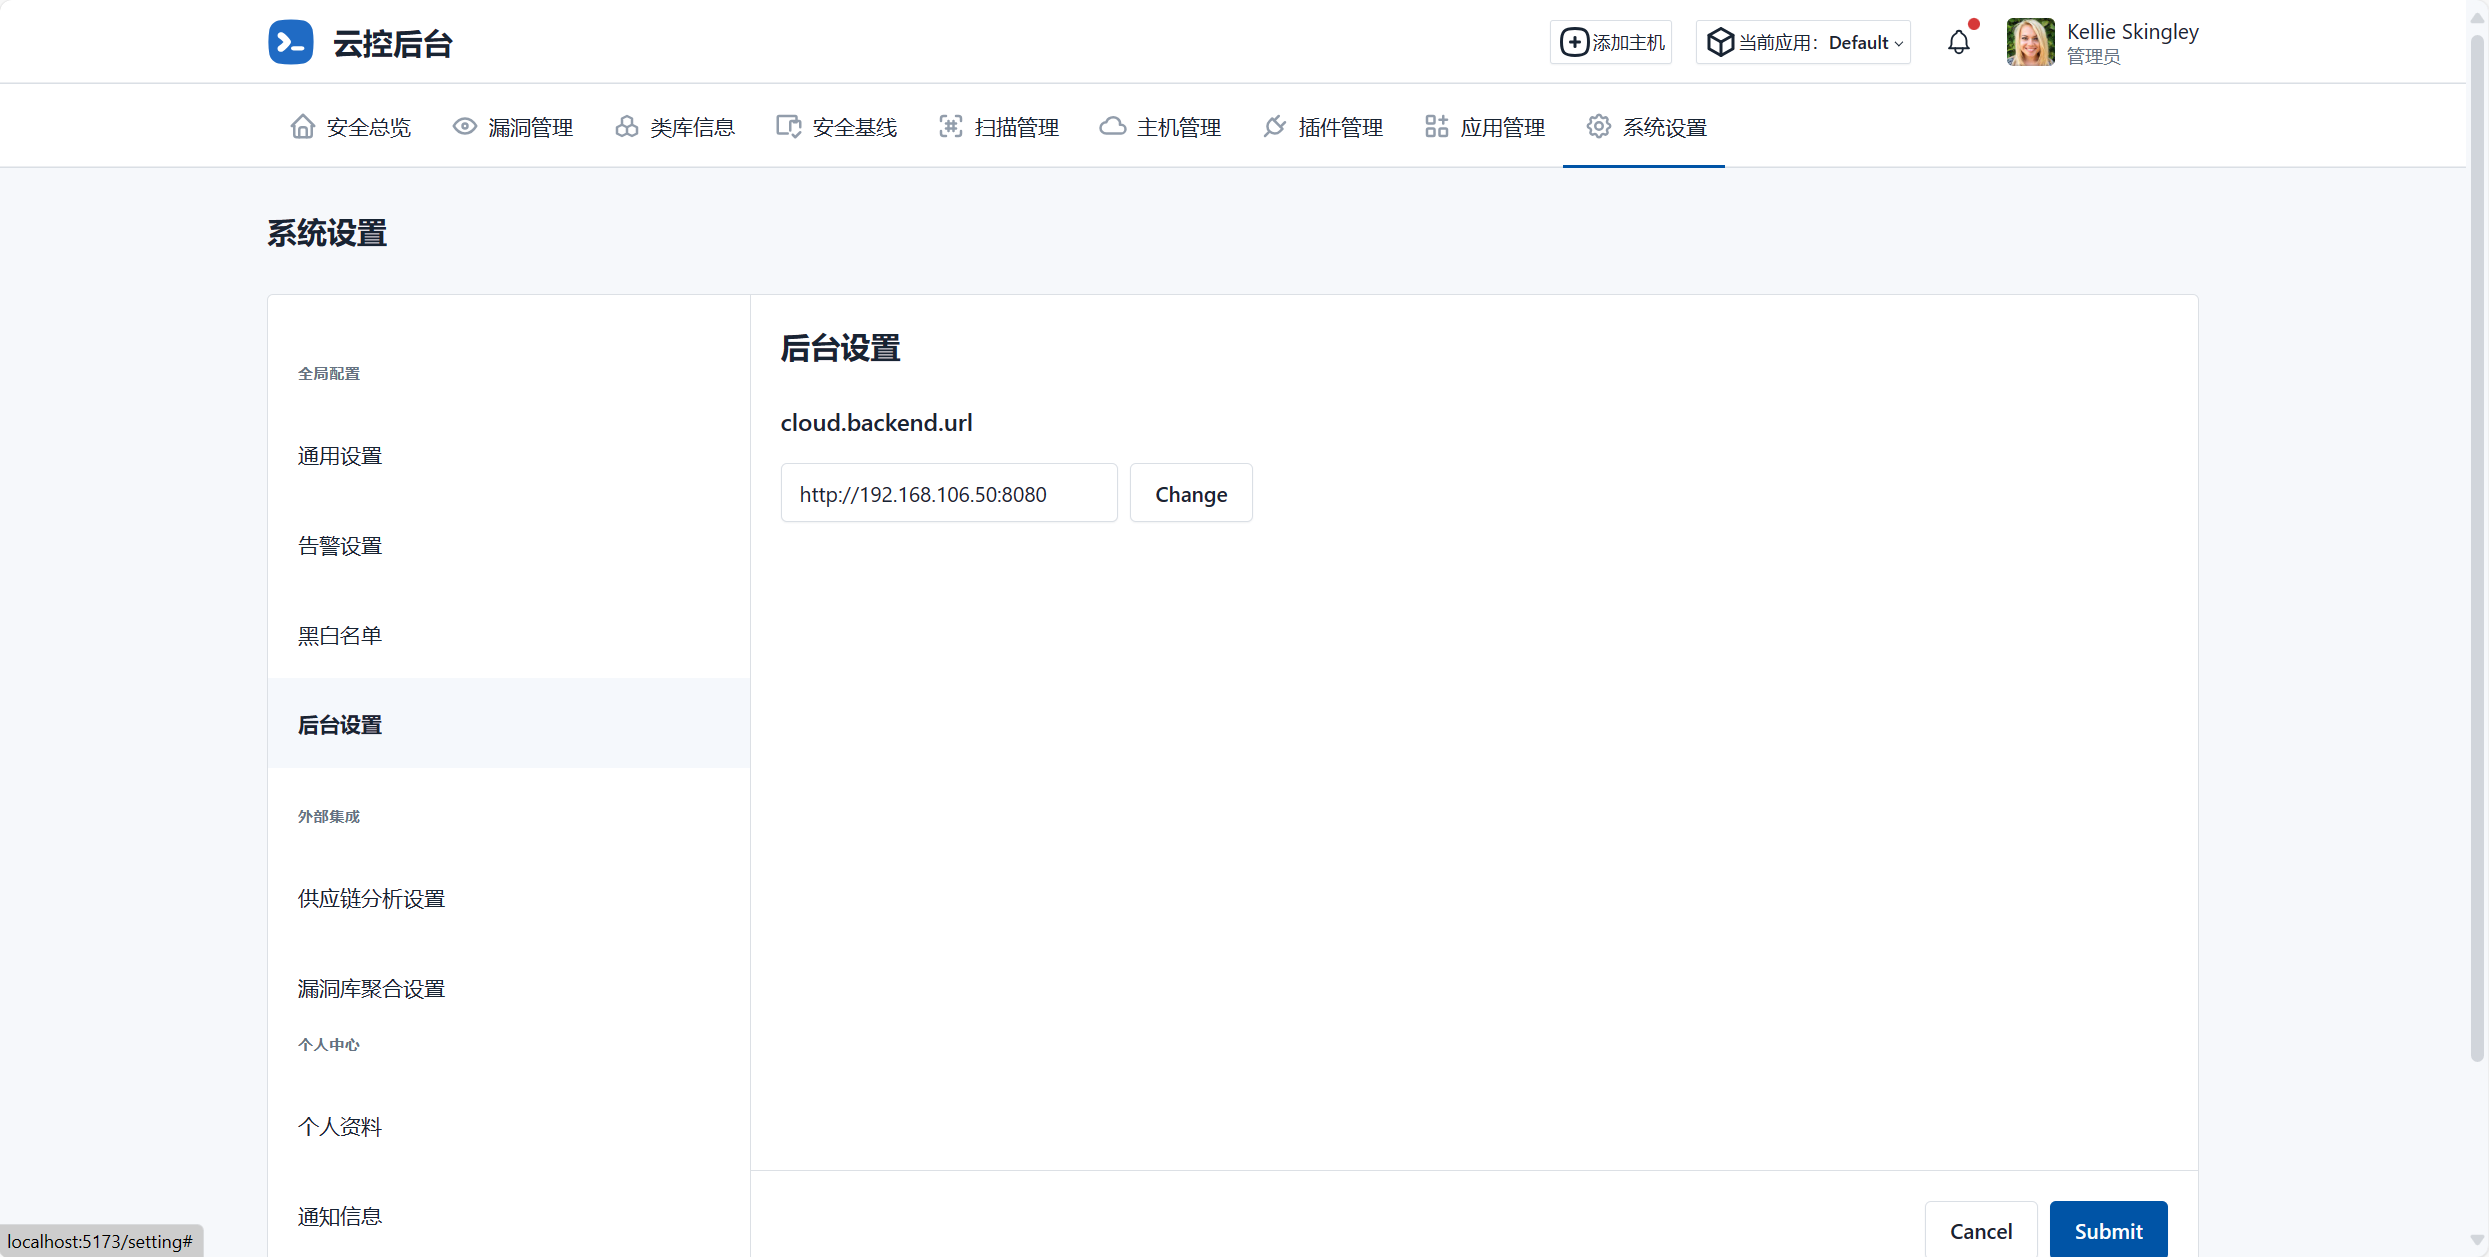 云控后台
添加主机
当前应用：Default
Kellie Skingley
管理员
安全总览
漏洞管理
类库信息
安全基线
扫描管理
主机管理
插件管理
应用管理
系统设置
系统设置
全局配置
通用设置
告警设置
黑白名单
后台设置
外部集成
供应链分析设置
漏洞库聚合设置
个人中心
个人资料
通知信息
后台设置
cloud.backend.url
http://192.168.106.50:8080
Change
Cancel
Submit
localhost:5173/setting#